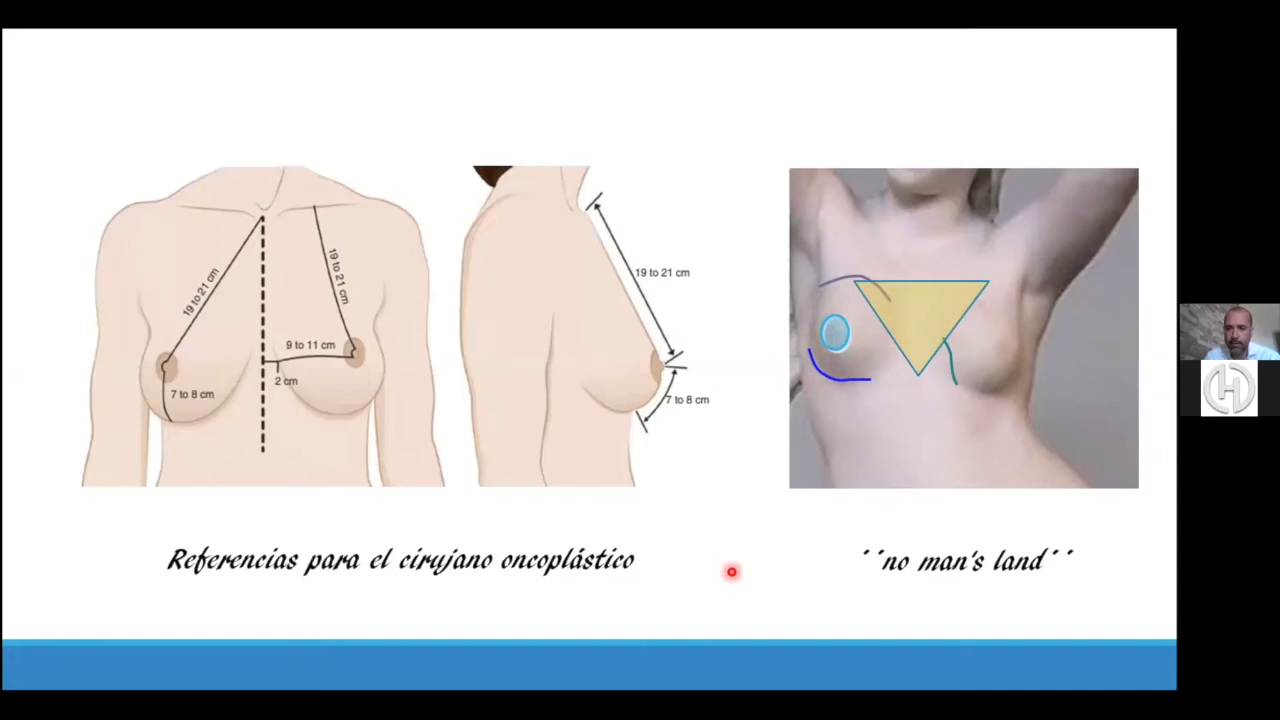 19 to 21 cm
19 to 21 cm
9 to 11 cm
2 cm
7 to 8 cm
19 to 21 cm
7 to 8 cm
Referencias para el cirujano oncoplástico
´´no man's land´´
H